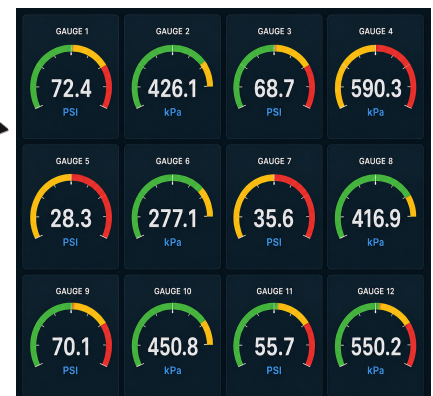 GAUGE 1 GAUGE 2 GAUGE 3 GAUGE 4
72.4 426.1 68.7 590.3
PSI kPa PSI kPa
GAUGE 5 GAUGE 6 GAUGE 7 GAUGE 8
28.3 277.1 35.6 416.9
PSI kPa PSI kPa
GAUGE 9 GAUGE 10 GAUGE 11 GAUGE 12
70.1 450.8 55.7 550.2
PSI kPa PSI kPa